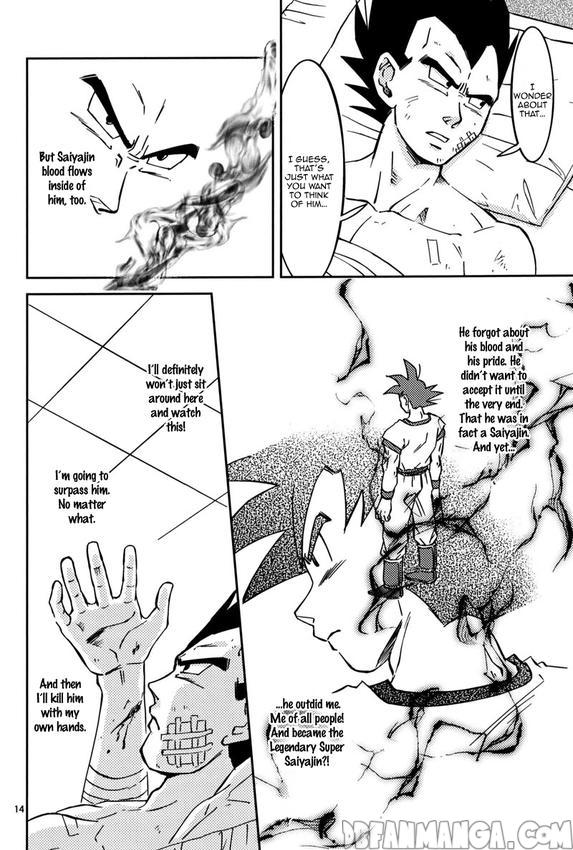 I
WONDER
ABOUT
THAT...
I GUESS,
THAT'S
JUST WHAT
YOU WANT
TO THINK
OF HIM...
But Saiyajin
blood flows
inside of
him, too.
He forgot about
his blood and
his pride. He
didn't want to
accept it until
the very end.
That he was in
fact a Saiyajin.
And yet...
...he outdid me.
Me of all people!
And became the
Legendary Super
Saiyajin?!
I'll definitely
won't just sit
around here
and watch
this!
I'm going to
surpass him.
No matter
what.
And then
I'll kill him
with my
own hands.
14
DBFANMANGA.COM